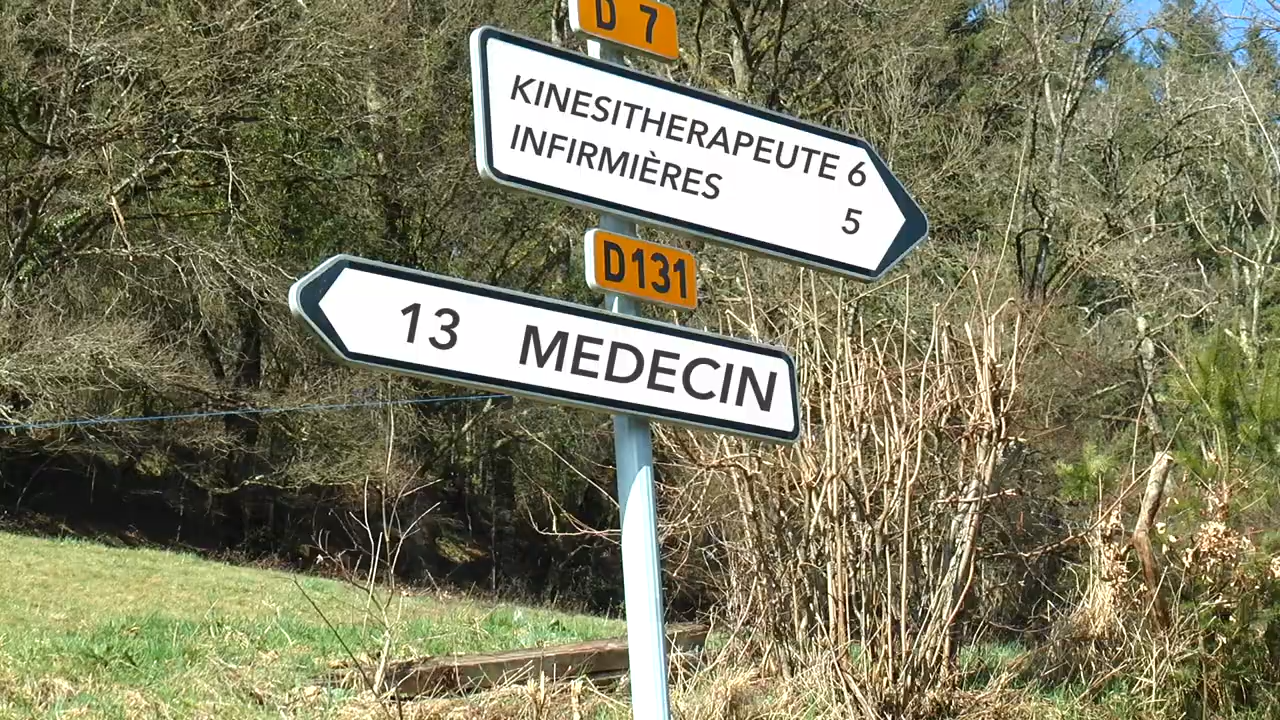 D 7
KINESITHERAPEUTE 6
INFIRMIÈRES 5
D131
13 MEDECIN